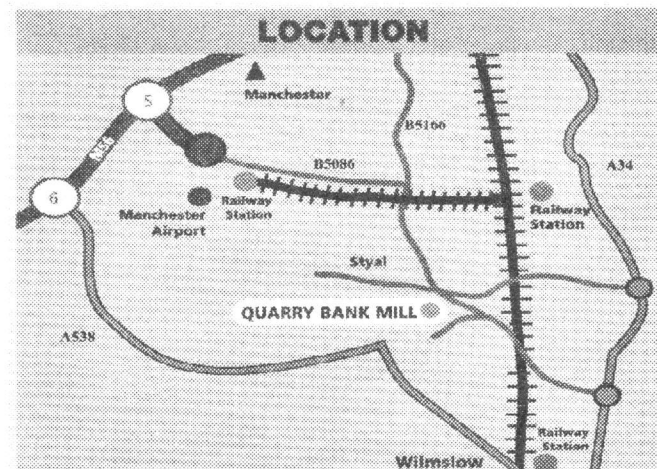 LOCATION
5
Manchester
B5166
M56
B5086
A34
6
Manchester
Airport
Railway
Station
Railway
Station
Styal
QUARRY BANK MILL
A538
Railway
Station
Wilmslow